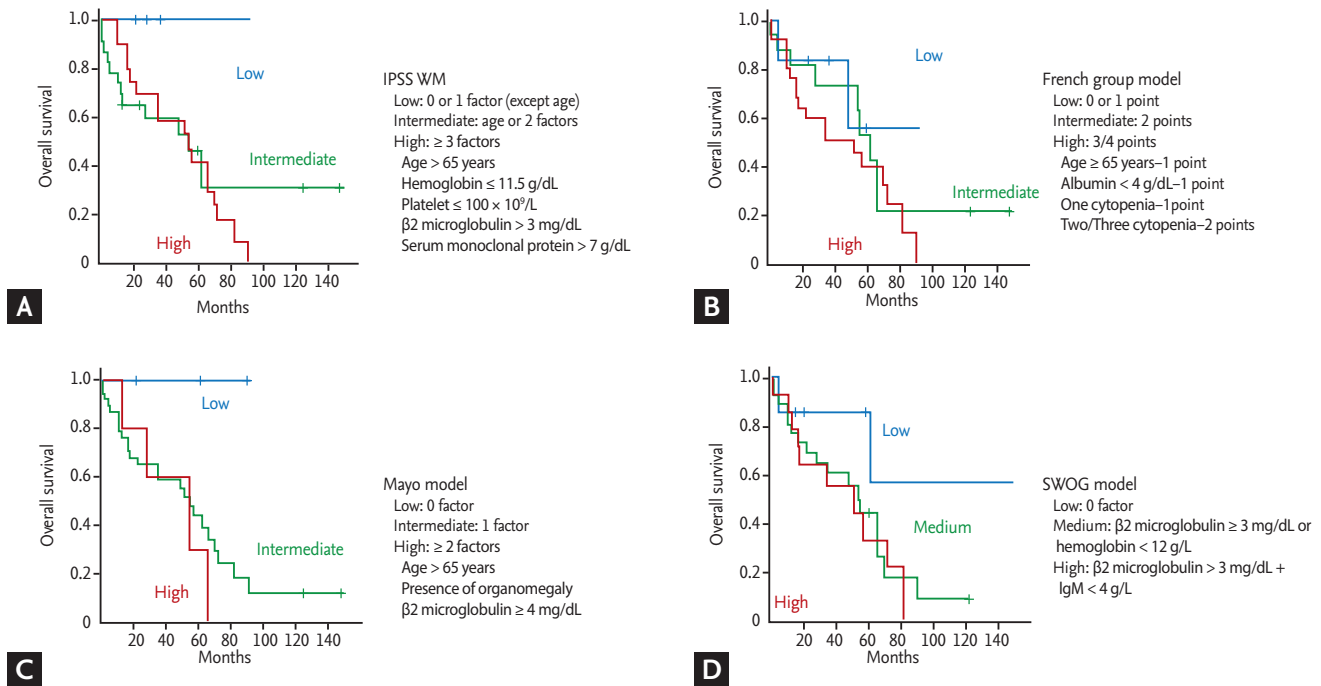 1.0
0.8
0.6
0.4
0.2
0
Overall survival
Low
Intermediate
High
20 40 60 80 100 120 140
Months
A
IPSS WM
Low: 0 or 1 factor (except age)
Intermediate: age or 2 factors
High: ≥ 3 factors
Age > 65 years
Hemoglobin ≤ 11.5 g/dL
Platelet ≤ 100 × 10⁹/L
β2 microglobulin > 3 mg/dL
Serum monoclonal protein > 7 g/dL
1.0
0.8
0.6
0.4
0.2
0
Overall survival
Low
Intermediate
High
20 40 60 80 100 120 140
Months
B
French group model
Low: 0 or 1 point
Intermediate: 2 points
High: 3/4 points
Age ≥ 65 years–1 point
Albumin < 4 g/dL–1 point
One cytopenia–1point
Two/Three cytopenia–2 points
1.0
0.8
0.6
0.4
0.2
0
Overall survival
Low
Intermediate
High
20 40 60 80 100 120 140
Months
C
Mayo model
Low: 0 factor
Intermediate: 1 factor
High: ≥ 2 factors
Age > 65 years
Presence of organomegaly
β2 microglobulin ≥ 4 mg/dL
1.0
0.8
0.6
0.4
0.2
0
Overall survival
Low
Medium
High
20 40 60 80 100 120 140
Months
D
SWOG model
Low: 0 factor
Medium: β2 microglobulin ≥ 3 mg/dL or
hemoglobin < 12 g/L
High: β2 microglobulin > 3 mg/dL +
IgM < 4 g/L